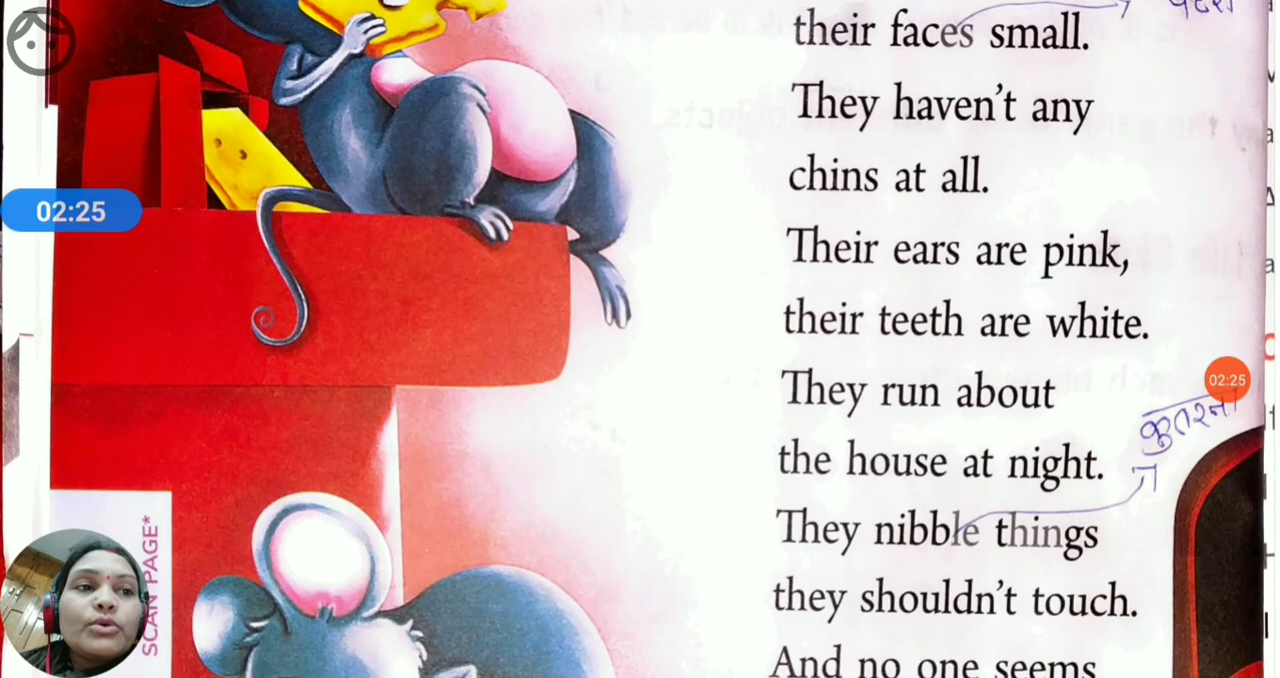 their faces small.
They haven't any
chins at all.
Their ears are pink,
their teeth are white.
They run about
the house at night.
They nibble things
they shouldn't touch.
And no one seems
कुतरना
02:25
02:25
SCAN PAGE*